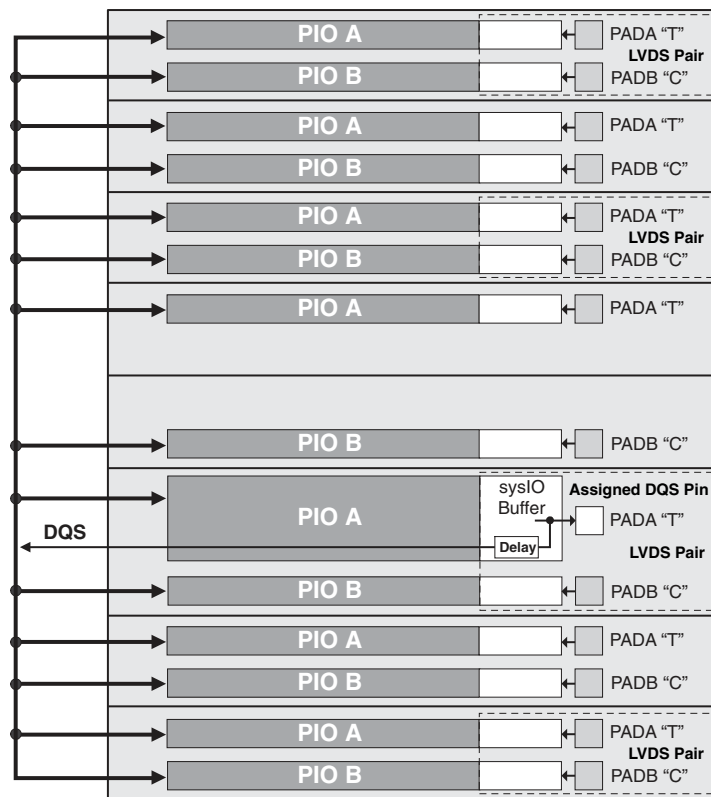 PIO A PADA “T”
LVDS Pair
PIO B PADB “C”
PIO A PADA “T”
PIO B PADB “C”
PIO A PADA “T”
LVDS Pair
PIO B PADB “C”
PIO A PADA “T”
PIO B PADB “C”
sysIO Assigned DQS Pin
Buffer
PIO A PADA “T”
DQS
Delay LVDS Pair
PIO B PADB “C”
PIO A PADA “T”
PIO B PADB “C”
PIO A PADA “T”
LVDS Pair
PIO B PADB “C”